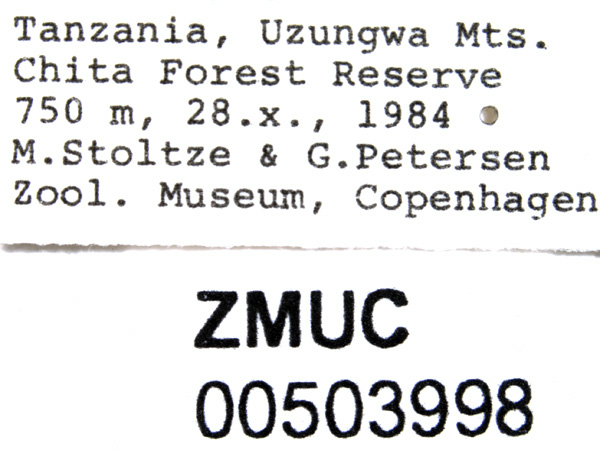 Tanzania, Uzungwa Mts.
Chita Forest Reserve
750 m, 28.x., 1984
M.Stoltze & G.Petersen
Zool. Museum, Copenhagen
ZMUC
00503998